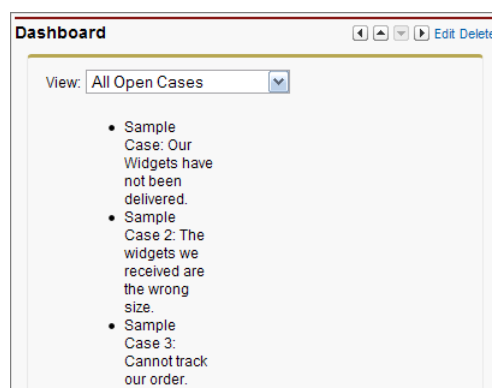 Dashboard Edit Delete
View: All Open Cases
Sample
Case: Our
Widgets have
not been
delivered.
Sample
Case 2: The
widgets we
received are
the wrong
size.
Sample
Case 3:
Cannot track
our order.